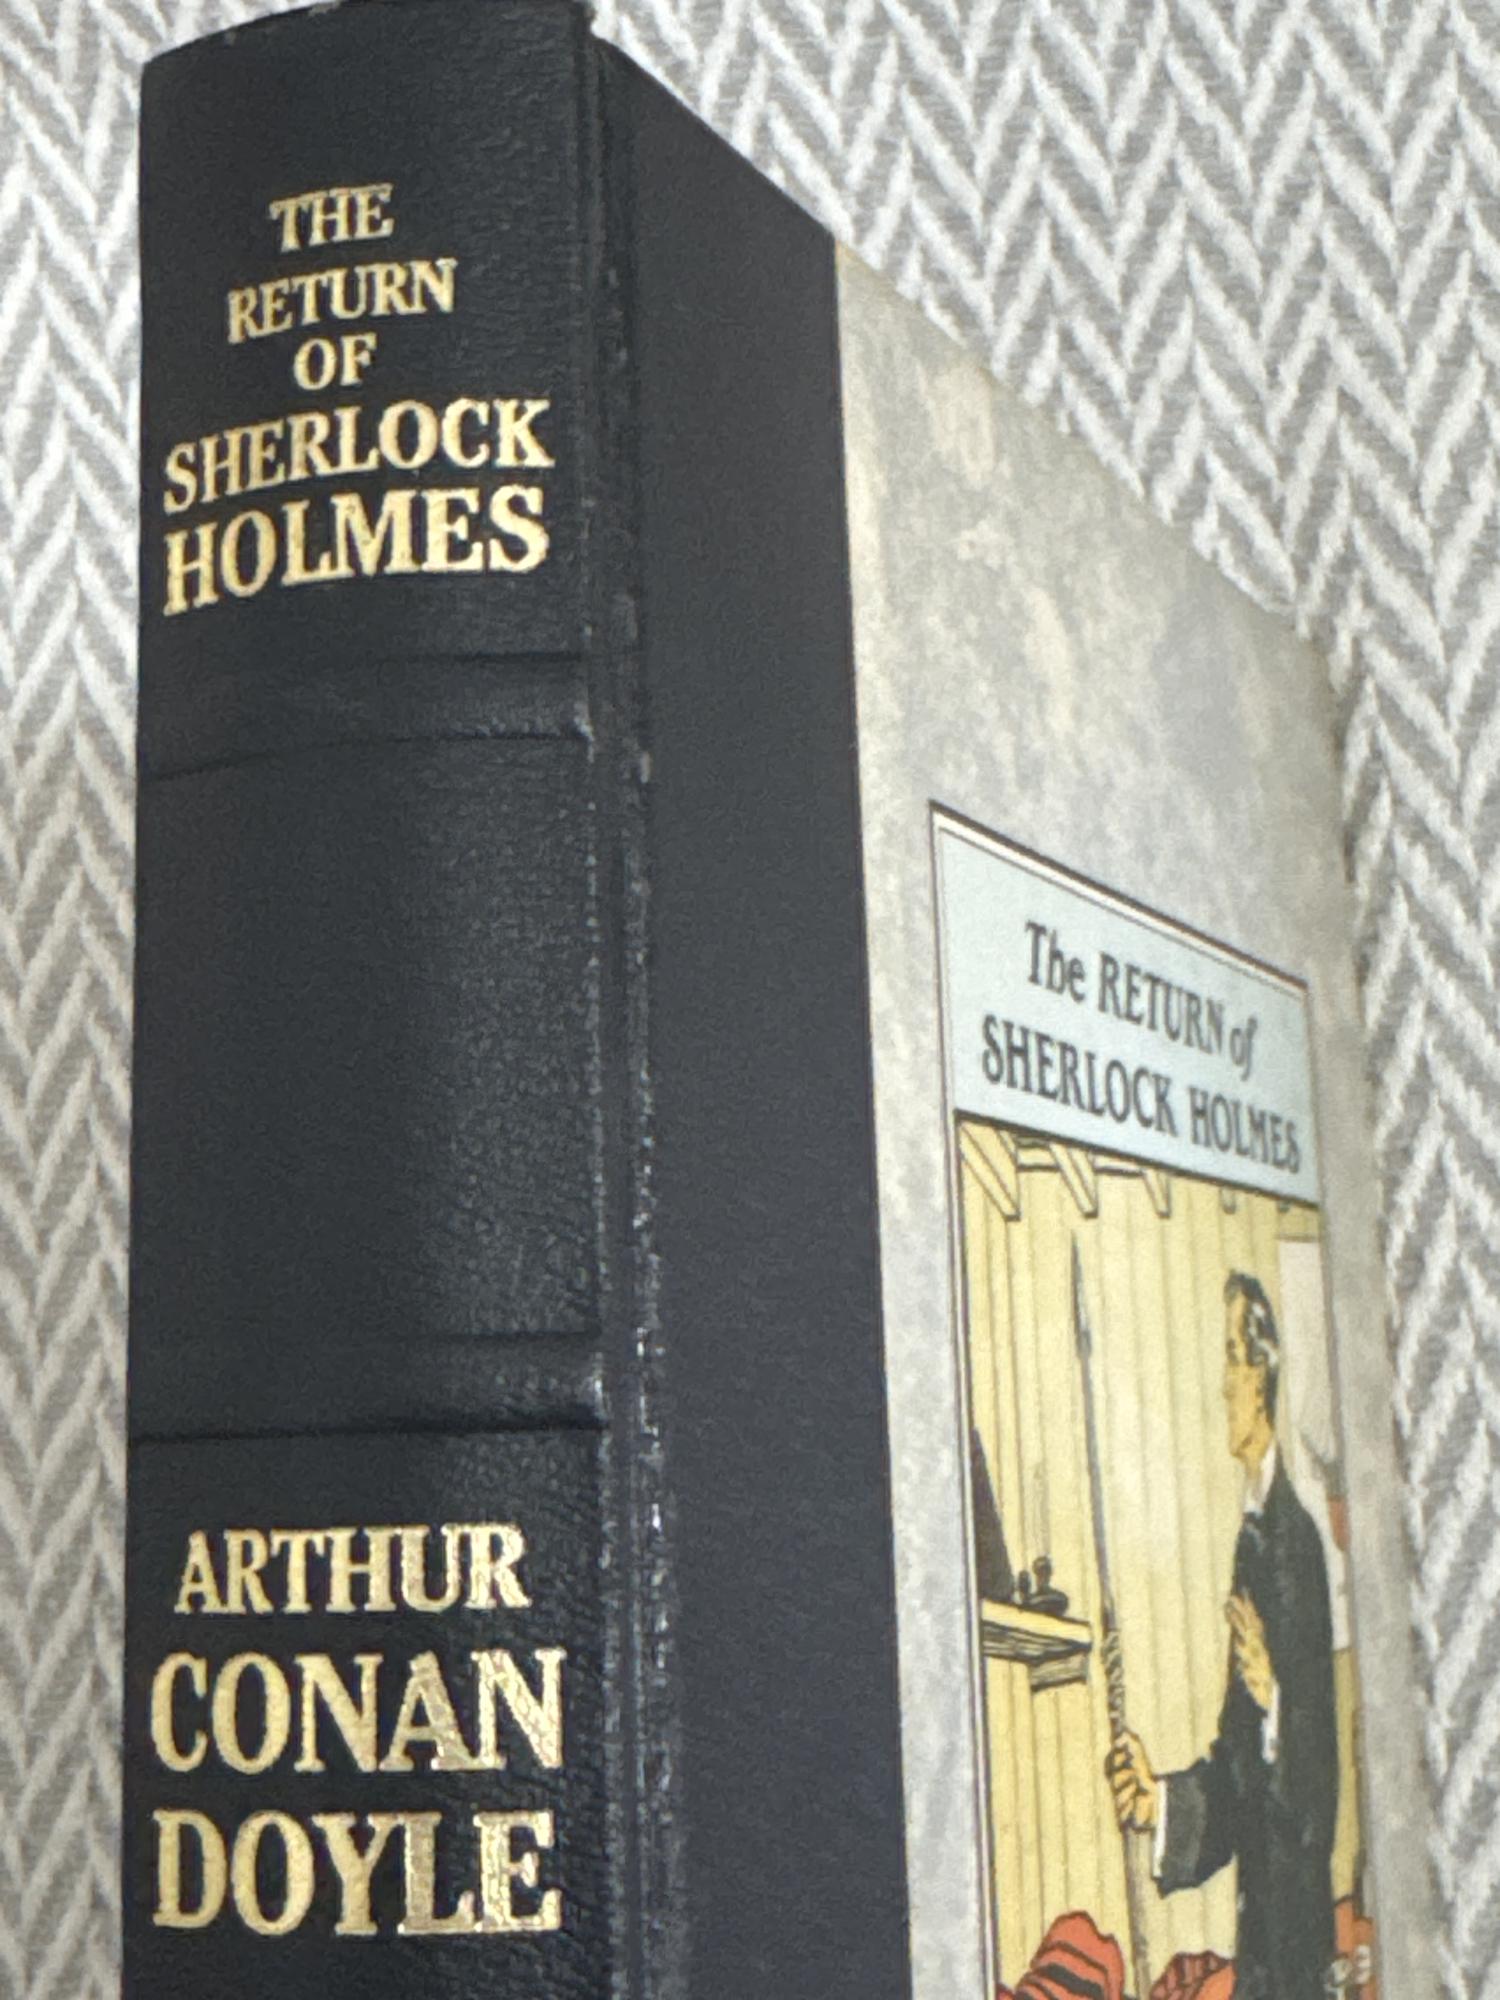 THE
RETURN
OF
SHERLOCK
HOLMES
ARTHUR
CONAN
DOYLE
The RETURN of
SHERLOCK HOLMES